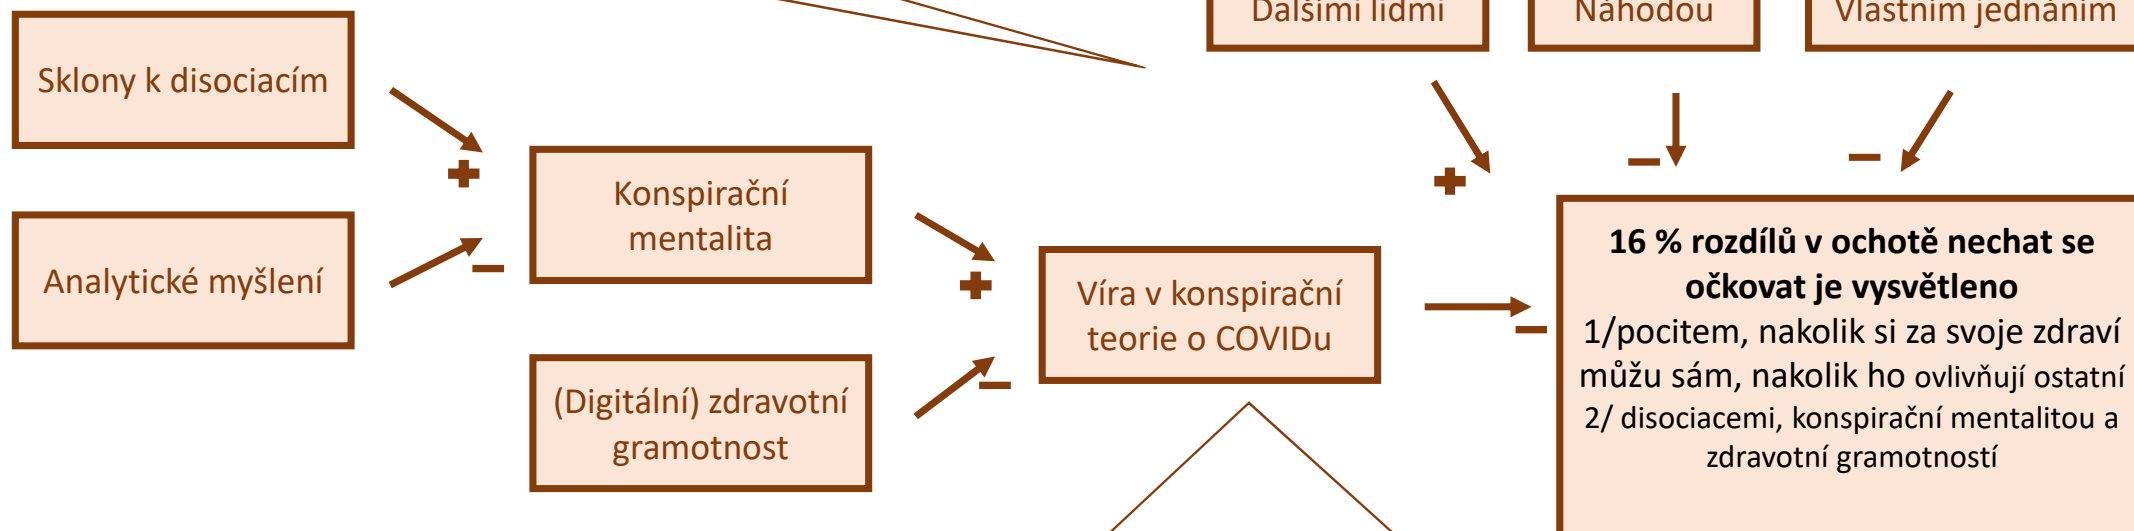 Dalšími lidmi
Náhodou
Vlastním jednáním
Sklony k disociacím
+
–
–
+
Konspirační
mentalita
Analytické myšlení
–
+
Víra v konspirační
teorie o COVIDu
–
(Digitální) zdravotní
gramotnost
–
16 % rozdílů v ochotě nechat se
očkovat je vysvětleno
1/pocitem, nakolik si za svoje zdraví
můžu sám, nakolik ho ovlivňují ostatní
2/ disociacemi, konspirační mentalitou a
zdravotní gramotností